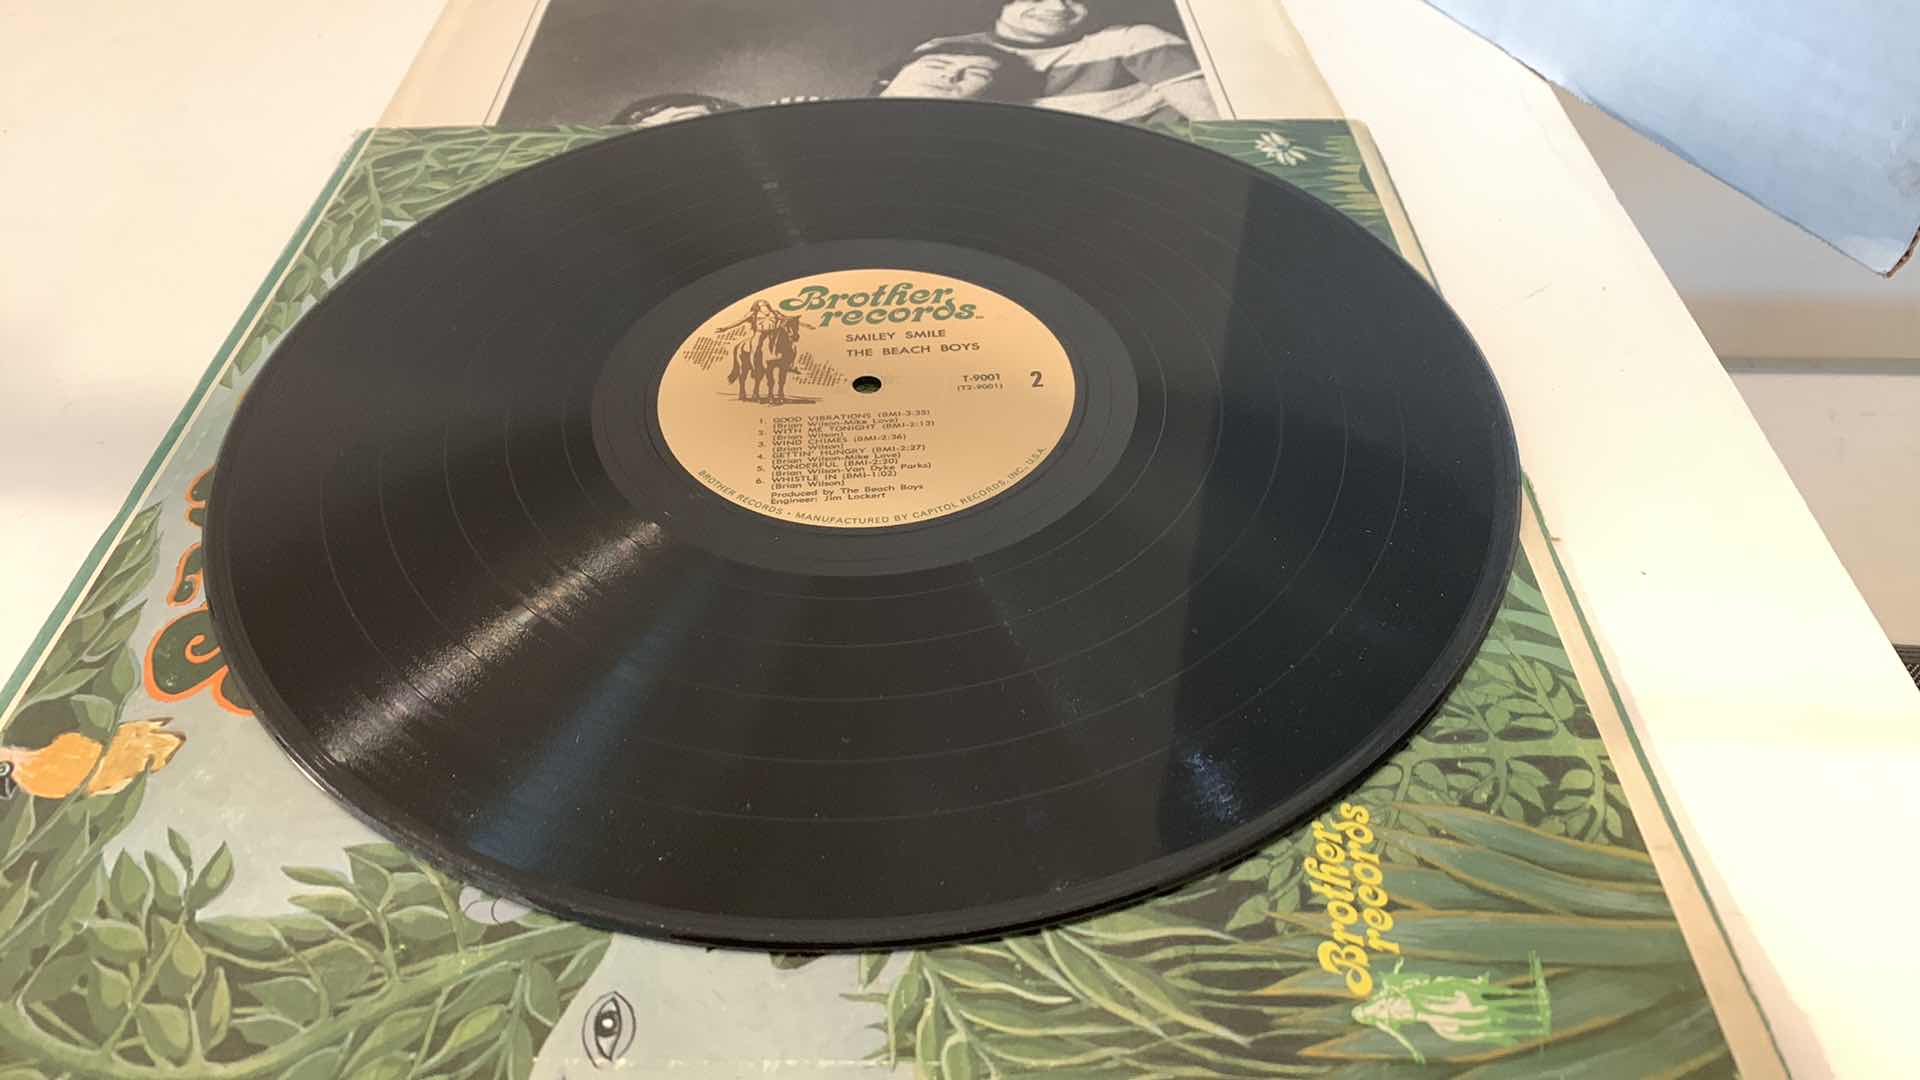 Brother
records
SMILEY SMILE
THE BEACH BOYS
T-9001
(T2-9001)
2
1. GOOD VIBRATIONS (BMI-3:35)
(Brian Wilson-Mike Love)
2. WITH ME TONIGHT (BMI-2:13)
(Brian Wilson)
3. WIND CHIMES (BMI-2:36)
(Brian Wilson)
4. GETTIN' HUNGRY (BMI-2:27)
(Brian Wilson-Mike Love)
5. WONDERFUL (BMI-2:20)
(Brian Wilson-Van Dyke Parks)
6. WHISTLE IN (BMI-1:02)
(Brian Wilson)
Produced by The Beach Boys
Engineer: Jim Lockert
BROTHER RECORDS • MANUFACTURED BY CAPITOL RECORDS, INC., U.S.A.
Brother
records